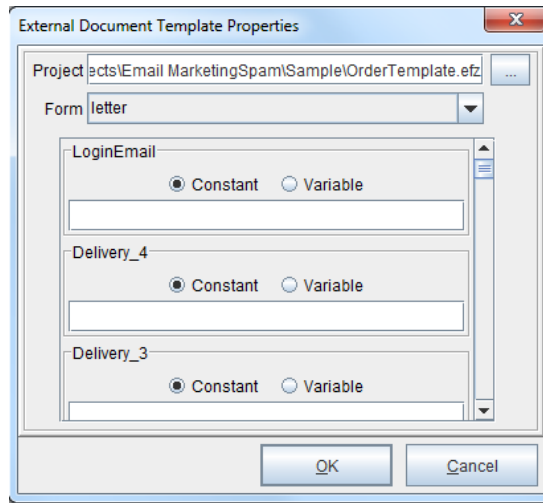 External Document Template Properties
Project ects\Email MarketingSpam\Sample\OrderTemplate.efz ...
Form letter
LoginEmail
Constant Variable
Delivery_4
Constant Variable
Delivery_3
Constant Variable
OK Cancel